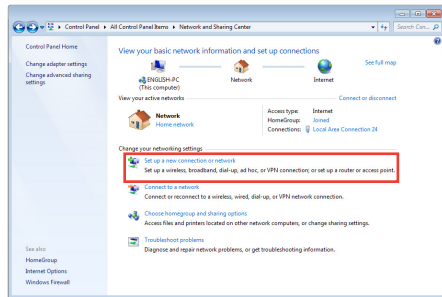 Control Panel ▸ All Control Panel Items ▸ Network and Sharing Center
Search Con...
Control Panel Home
Change adapter settings
Change advanced sharing
settings
View your basic network information and set up connections
See full map
ENGLISH-PC
(This computer)
Network
Internet
View your active networks
Connect or disconnect
Network
Home network
Access type: Internet
HomeGroup: Joined
Connections: Local Area Connection 24
Change your networking settings
Set up a new connection or network
Set up a wireless, broadband, dial-up, ad hoc, or VPN connection; or set up a router or access point.
Connect to a network
Connect or reconnect to a wireless, wired, dial-up, or VPN network connection.
Choose homegroup and sharing options
Access files and printers located on other network computers, or change sharing settings.
Troubleshoot problems
Diagnose and repair network problems, or get troubleshooting information.
See also
HomeGroup
Internet Options
Windows Firewall